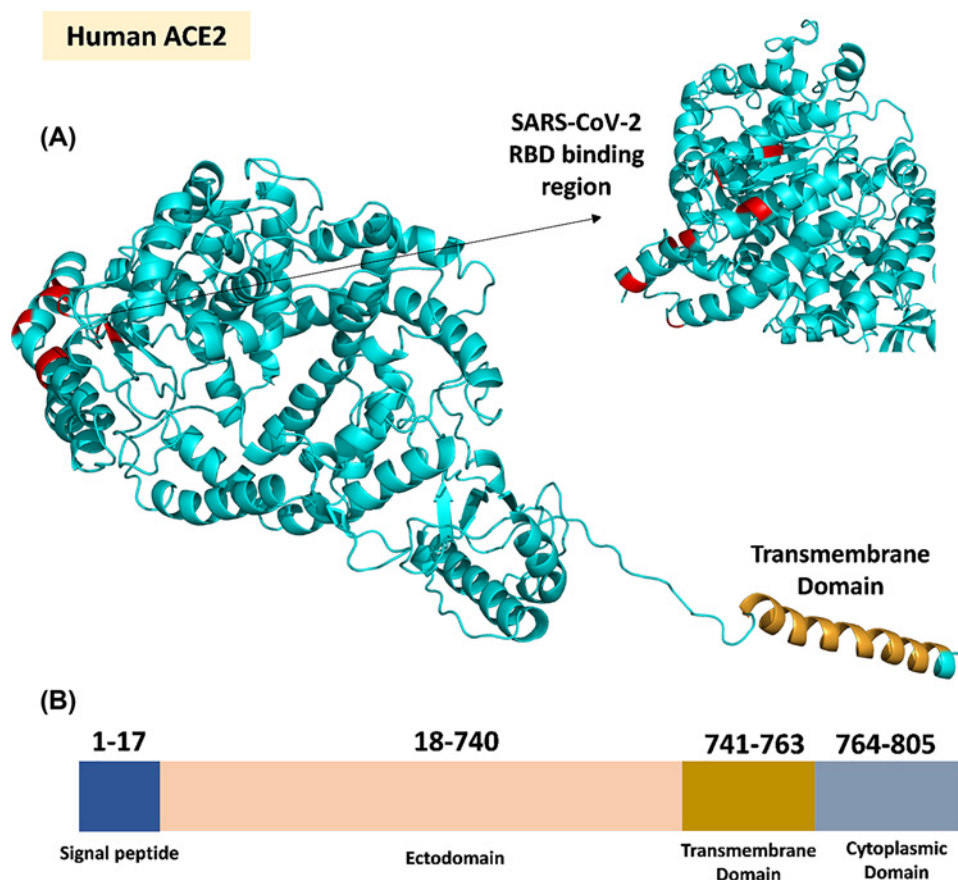 Human ACE2
(A)
SARS-CoV-2
RBD binding
region
Transmembrane
Domain
(B)
1-17
18-740
741-763
764-805
Signal peptide
Ectodomain
Transmembrane
Domain
Cytoplasmic
Domain